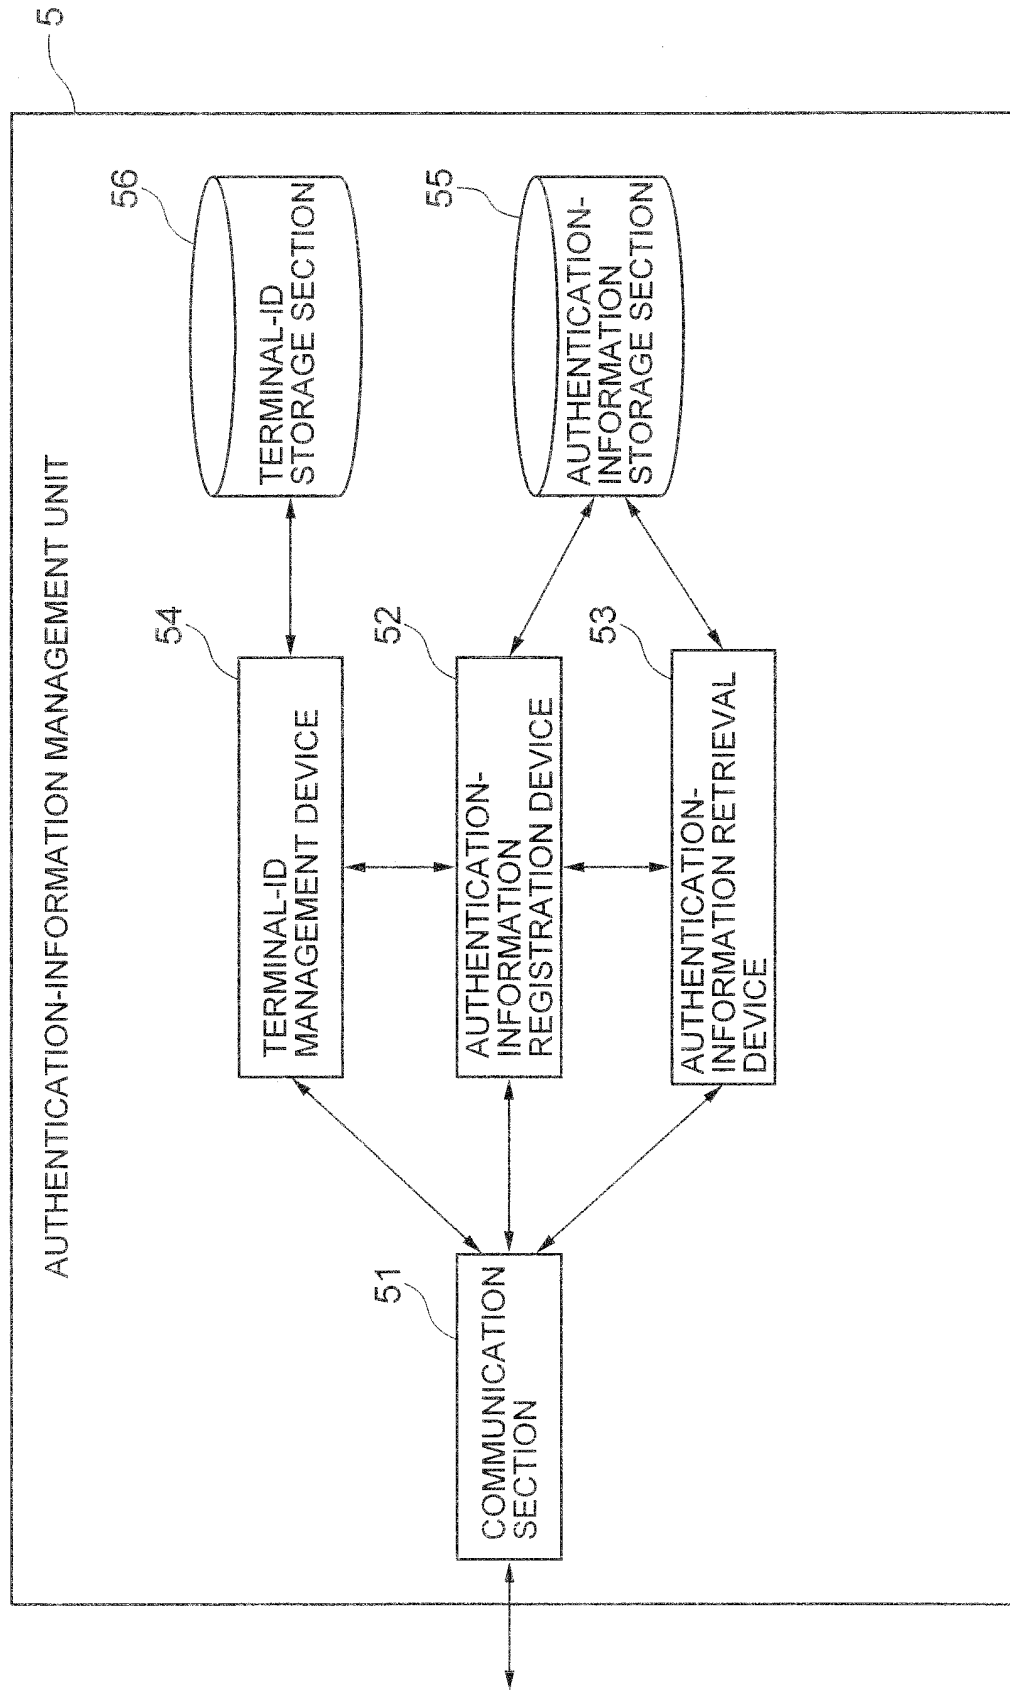 5
AUTHENTICATION-INFORMATION MANAGEMENT UNIT
56
TERMINAL-ID
STORAGE SECTION
54
TERMINAL-ID
MANAGEMENT DEVICE
55
AUTHENTICATION-
INFORMATION
STORAGE SECTION
52
AUTHENTICATION-
INFORMATION
REGISTRATION DEVICE
51
COMMUNICATION
SECTION
53
AUTHENTICATION-
INFORMATION RETRIEVAL
DEVICE